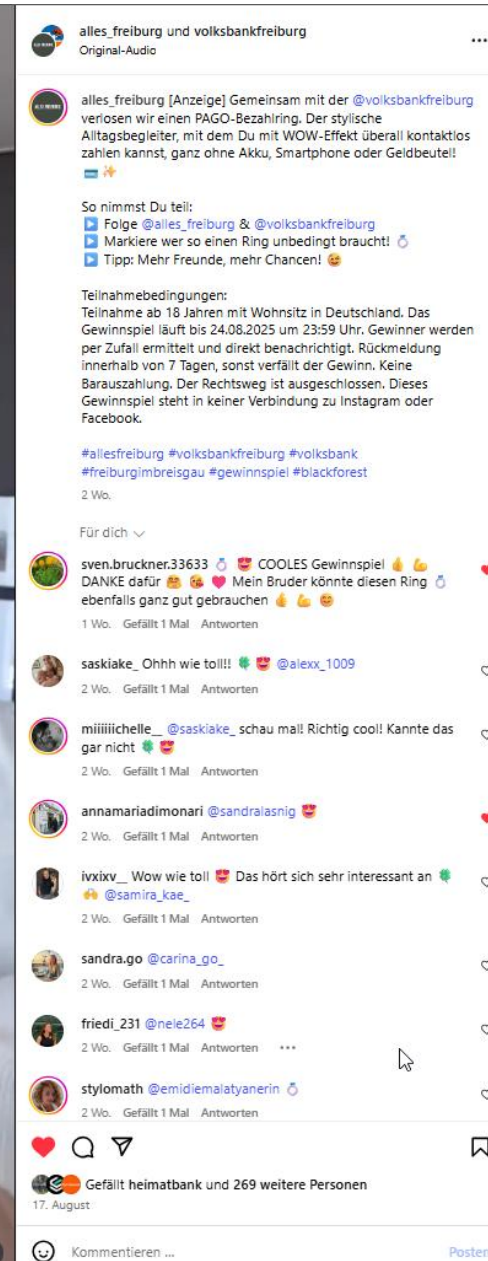 alles_freiburg und volksbankfreiburg
Original-Audio
alles_freiburg [Anzeige] Gemeinsam mit der @volksbankfreiburg
verlosen wir einen PAGO-Bezahlring. Der stylische
Alltagsbegleiter, mit dem Du mit WOW-Effekt überall kontaktlos
zahlen kannst, ganz ohne Akku, Smartphone oder Geldbeutel!
💳✨
So nimmst Du teil:
▶️ Folge @alles_freiburg & @volksbankfreiburg
▶️ Markiere wer so einen Ring unbedingt braucht! 💍
▶️ Tipp: Mehr Freunde, mehr Chancen! 😉
Teilnahmebedingungen:
Teilnahme ab 18 Jahren mit Wohnsitz in Deutschland. Das
Gewinnspiel läuft bis 24.08.2025 um 23:59 Uhr. Gewinner werden
per Zufall ermittelt und direkt benachrichtigt. Rückmeldung
innerhalb von 7 Tagen, sonst verfällt der Gewinn. Keine
Barauszahlung. Der Rechtsweg ist ausgeschlossen. Dieses
Gewinnspiel steht in keiner Verbindung zu Instagram oder
Facebook.
#allesfreiburg #volksbankfreiburg #volksbank
#freiburgimbreisgau #gewinnspiel #blackforest
2 Wo.
Für dich
sven.bruckner.33633 💍 😍 COOLES Gewinnspiel 👍 💪
DANKE dafür 🤗 😘 ❤️ Mein Bruder könnte diesen Ring 💍
ebenfalls ganz gut gebrauchen 👍 💪 😊
1 Wo. Gefällt 1 Mal Antworten
saskiake_ Ohhh wie toll!! 🍀 😍 @alexx_1009
2 Wo. Gefällt 1 Mal Antworten
miiiiiichelle__ @saskiake_ schau mal! Richtig cool! Kannte das
gar nicht 🍀 😍
2 Wo. Gefällt 1 Mal Antworten
annamariadimonari @sandralasnig 😍
2 Wo. Gefällt 1 Mal Antworten
ivxixv__ Wow wie toll 😍 Das hört sich sehr interessant an 🍀
🙌 @samira_kae_
2 Wo. Gefällt 1 Mal Antworten
sandra.go @carina_go_
2 Wo. Gefällt 1 Mal Antworten
friedi_231 @nele264 😍
2 Wo. Gefällt 1 Mal Antworten
stylomath @emidiemalatyanerin 💍
2 Wo. Gefällt 1 Mal Antworten
Gefällt heimatbank und 269 weitere Personen
17. August
Kommentieren ...
Posten